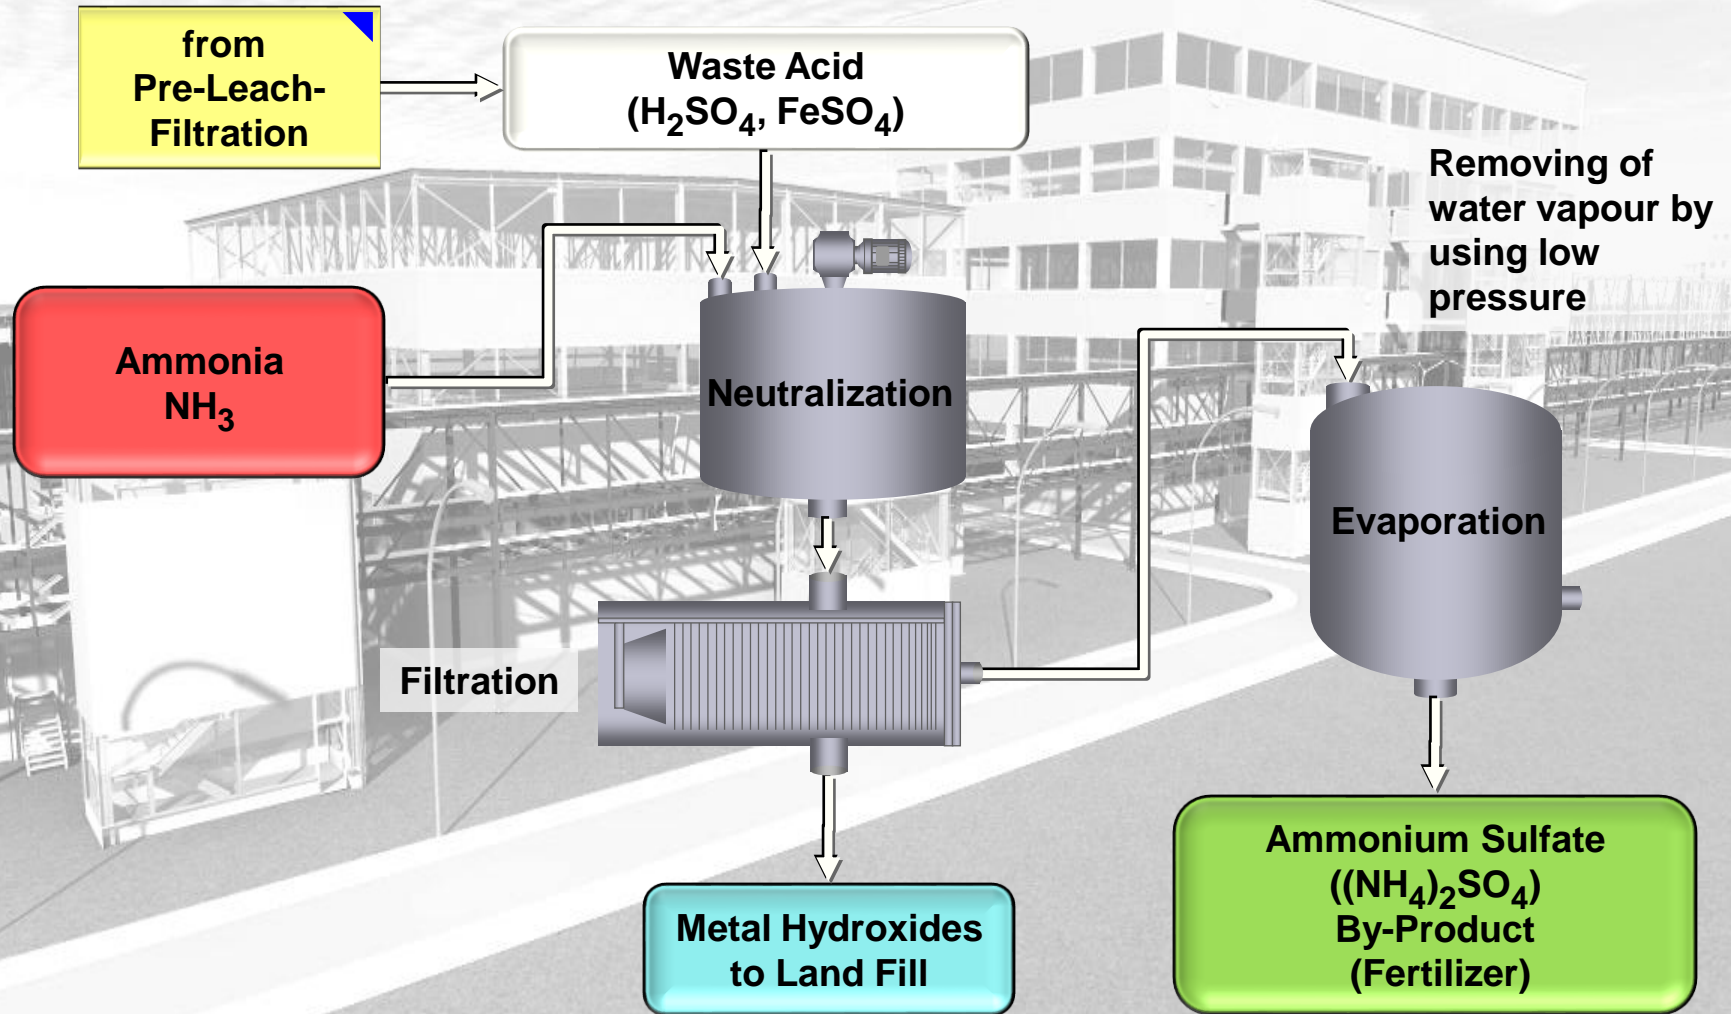 from
Pre-Leach-
Filtration
Waste Acid
(H₂SO₄, FeSO₄)
Removing of
water vapour by
using low
pressure
Ammonia
NH₃
Neutralization
Evaporation
Filtration
Ammonium Sulfate
((NH₄)₂SO₄)
By-Product
(Fertilizer)
Metal Hydroxides
to Land Fill